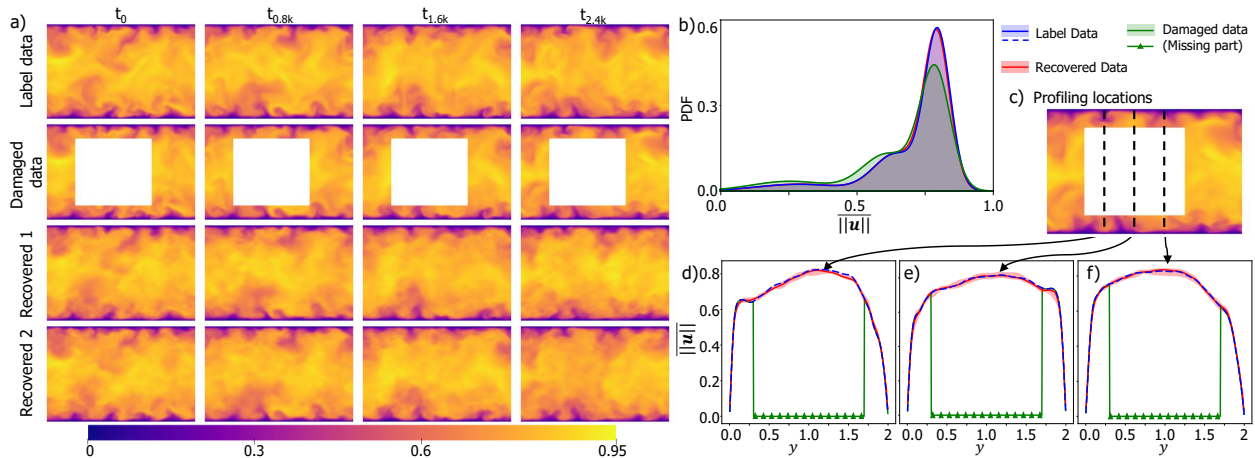 a)
t0
t0.8k
t1.6k
t2.4k
Label data
Damaged
data
Recovered 1
Recovered 2
0
0.3
0.6
0.95
b)
0.6
0.3
0.0
PDF
0.0
0.5
1.0
||u||
Label Data
Recovered Data
Damaged data
(Missing part)
c) Profiling locations
||u||
d)
0.8
0.6
0.4
0.2
0.0
0.0 0.5 1.0 1.5 2
y
e)
0.0 0.5 1.0 1.5 2
y
f)
0.0 0.5 1.0 1.5 2
y